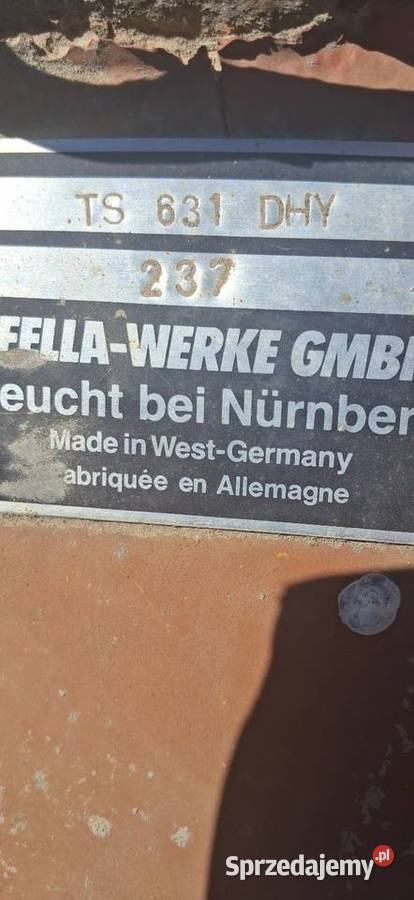 TS 631 DHY
237
FELLA-WERKE GMB
eucht bei Nürnber
Made in West-Germany
abriquée en Allemagne
Sprzedajemy.pl